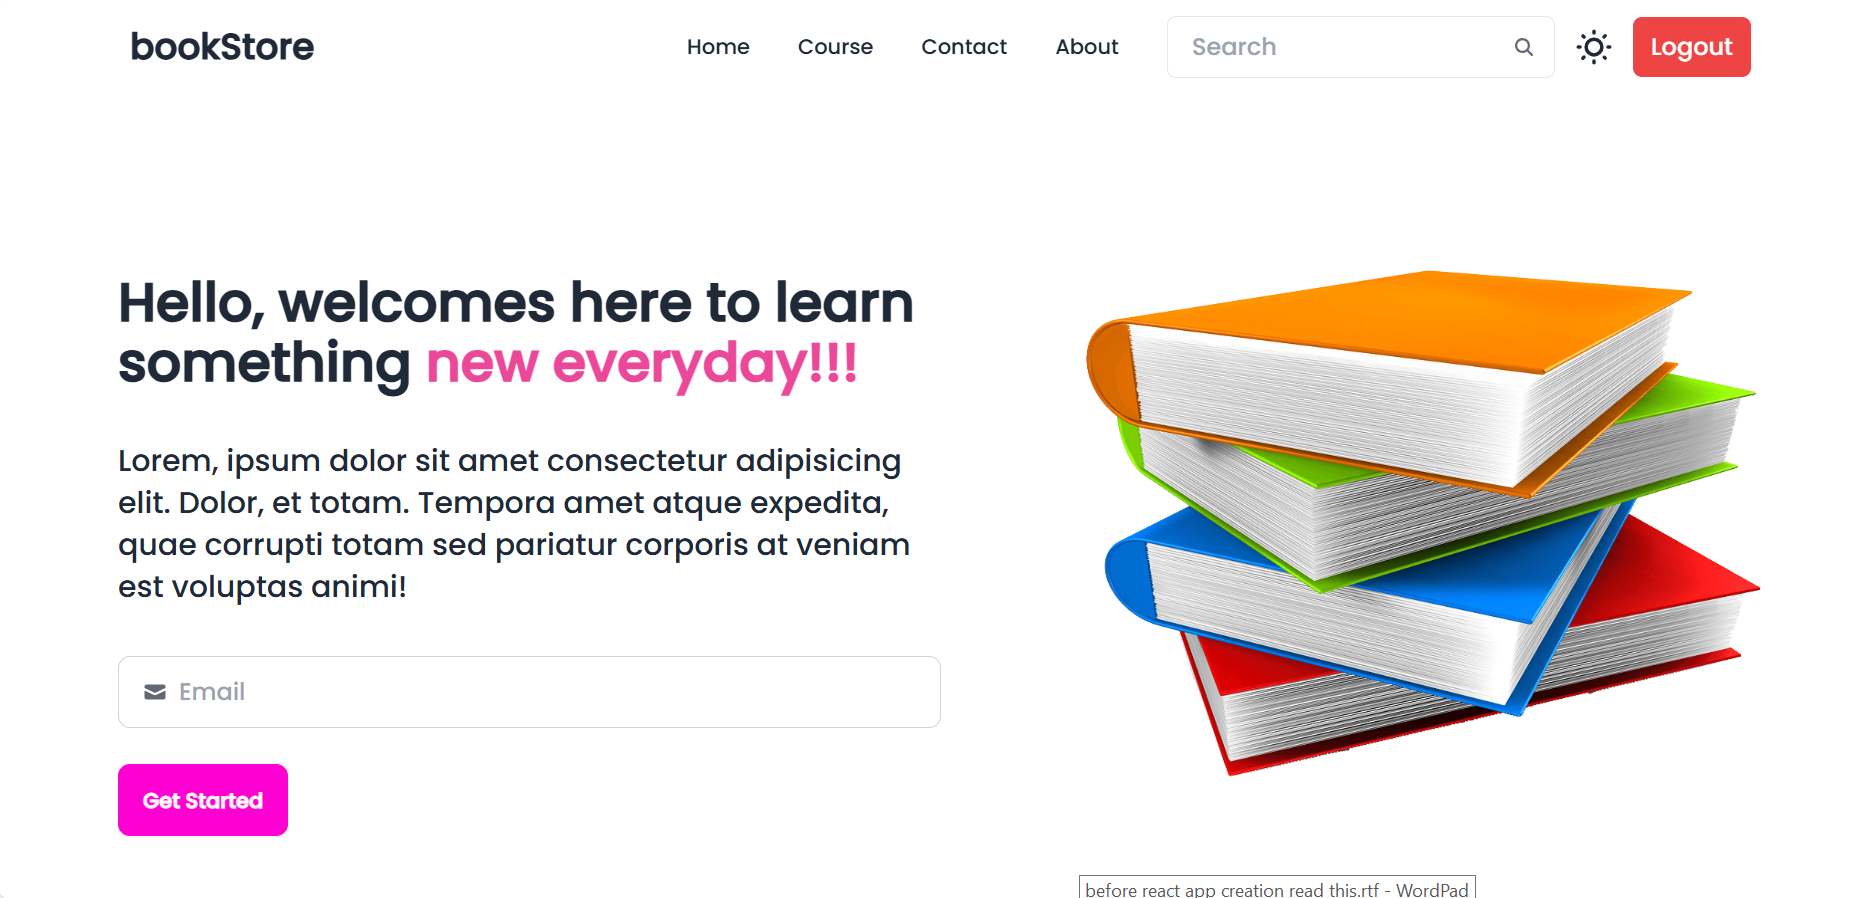 bookStore
Home
Course
Contact
About
Search
Logout
Hello, welcomes here to learn
something new everyday!!!
Lorem, ipsum dolor sit amet consectetur adipisicing
elit. Dolor, et totam. Tempora amet atque expedita,
quae corrupti totam sed pariatur corporis at veniam
est voluptas animi!
Email
Get Started
before react app creation read this.rtf - WordPad